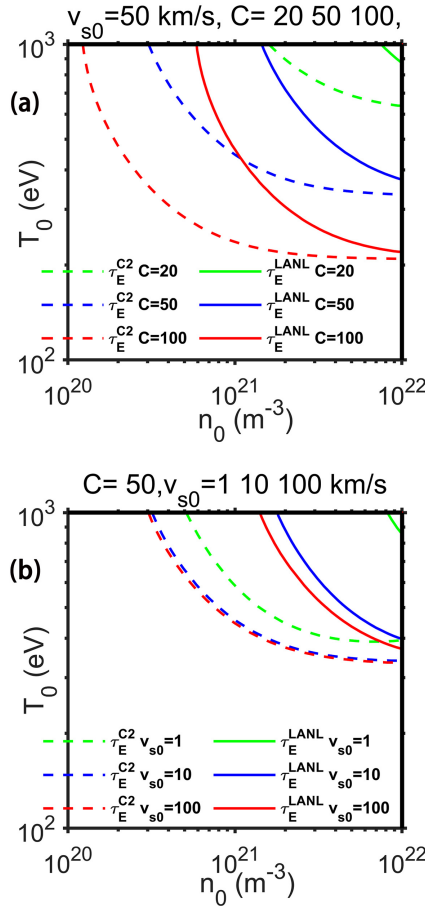 v_s0=50 km/s, C= 20 50 100,
(a)
10^3
T_0 (eV)
τ_E^C2 C=20 τ_E^LANL C=20
τ_E^C2 C=50 τ_E^LANL C=50
τ_E^C2 C=100 τ_E^LANL C=100
10^2
10^20 10^21 10^22
n_0 (m^-3)
C= 50,v_s0=1 10 100 km/s
10^3
(b)
T_0 (eV)
τ_E^C2 v_s0=1 τ_E^LANL v_s0=1
τ_E^C2 v_s0=10 τ_E^LANL v_s0=10
τ_E^C2 v_s0=100 τ_E^LANL v_s0=100
10^2
10^20 10^21 10^22
n_0 (m^-3)